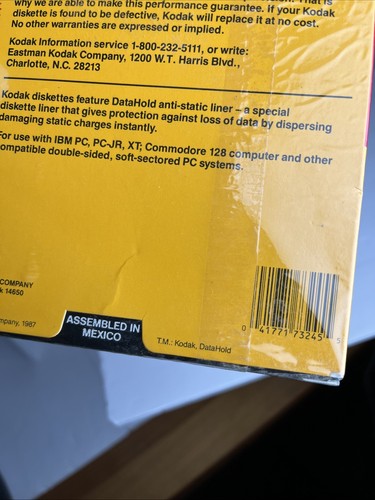 why we are able to make this performance guarantee. If your Kodak
diskette is found to be defective, Kodak will replace it at no cost.
No other warranties are expressed or implied.
Kodak Information service 1-800-232-5111, or write:
Eastman Kodak Company, 1200 W.T. Harris Blvd.,
Charlotte, N.C. 28213
Kodak diskettes feature DataHold anti-static liner – a special
diskette liner that gives protection against loss of data by dispersing
damaging static charges instantly.
For use with IBM PC, PC-JR, XT; Commodore 128 computer and other
compatible double-sided, soft-sectored PC systems.
COMPANY
14650
mpany, 1987
ASSEMBLED IN
MEXICO
T.M.: Kodak, DataHold
0 41771 73245 5